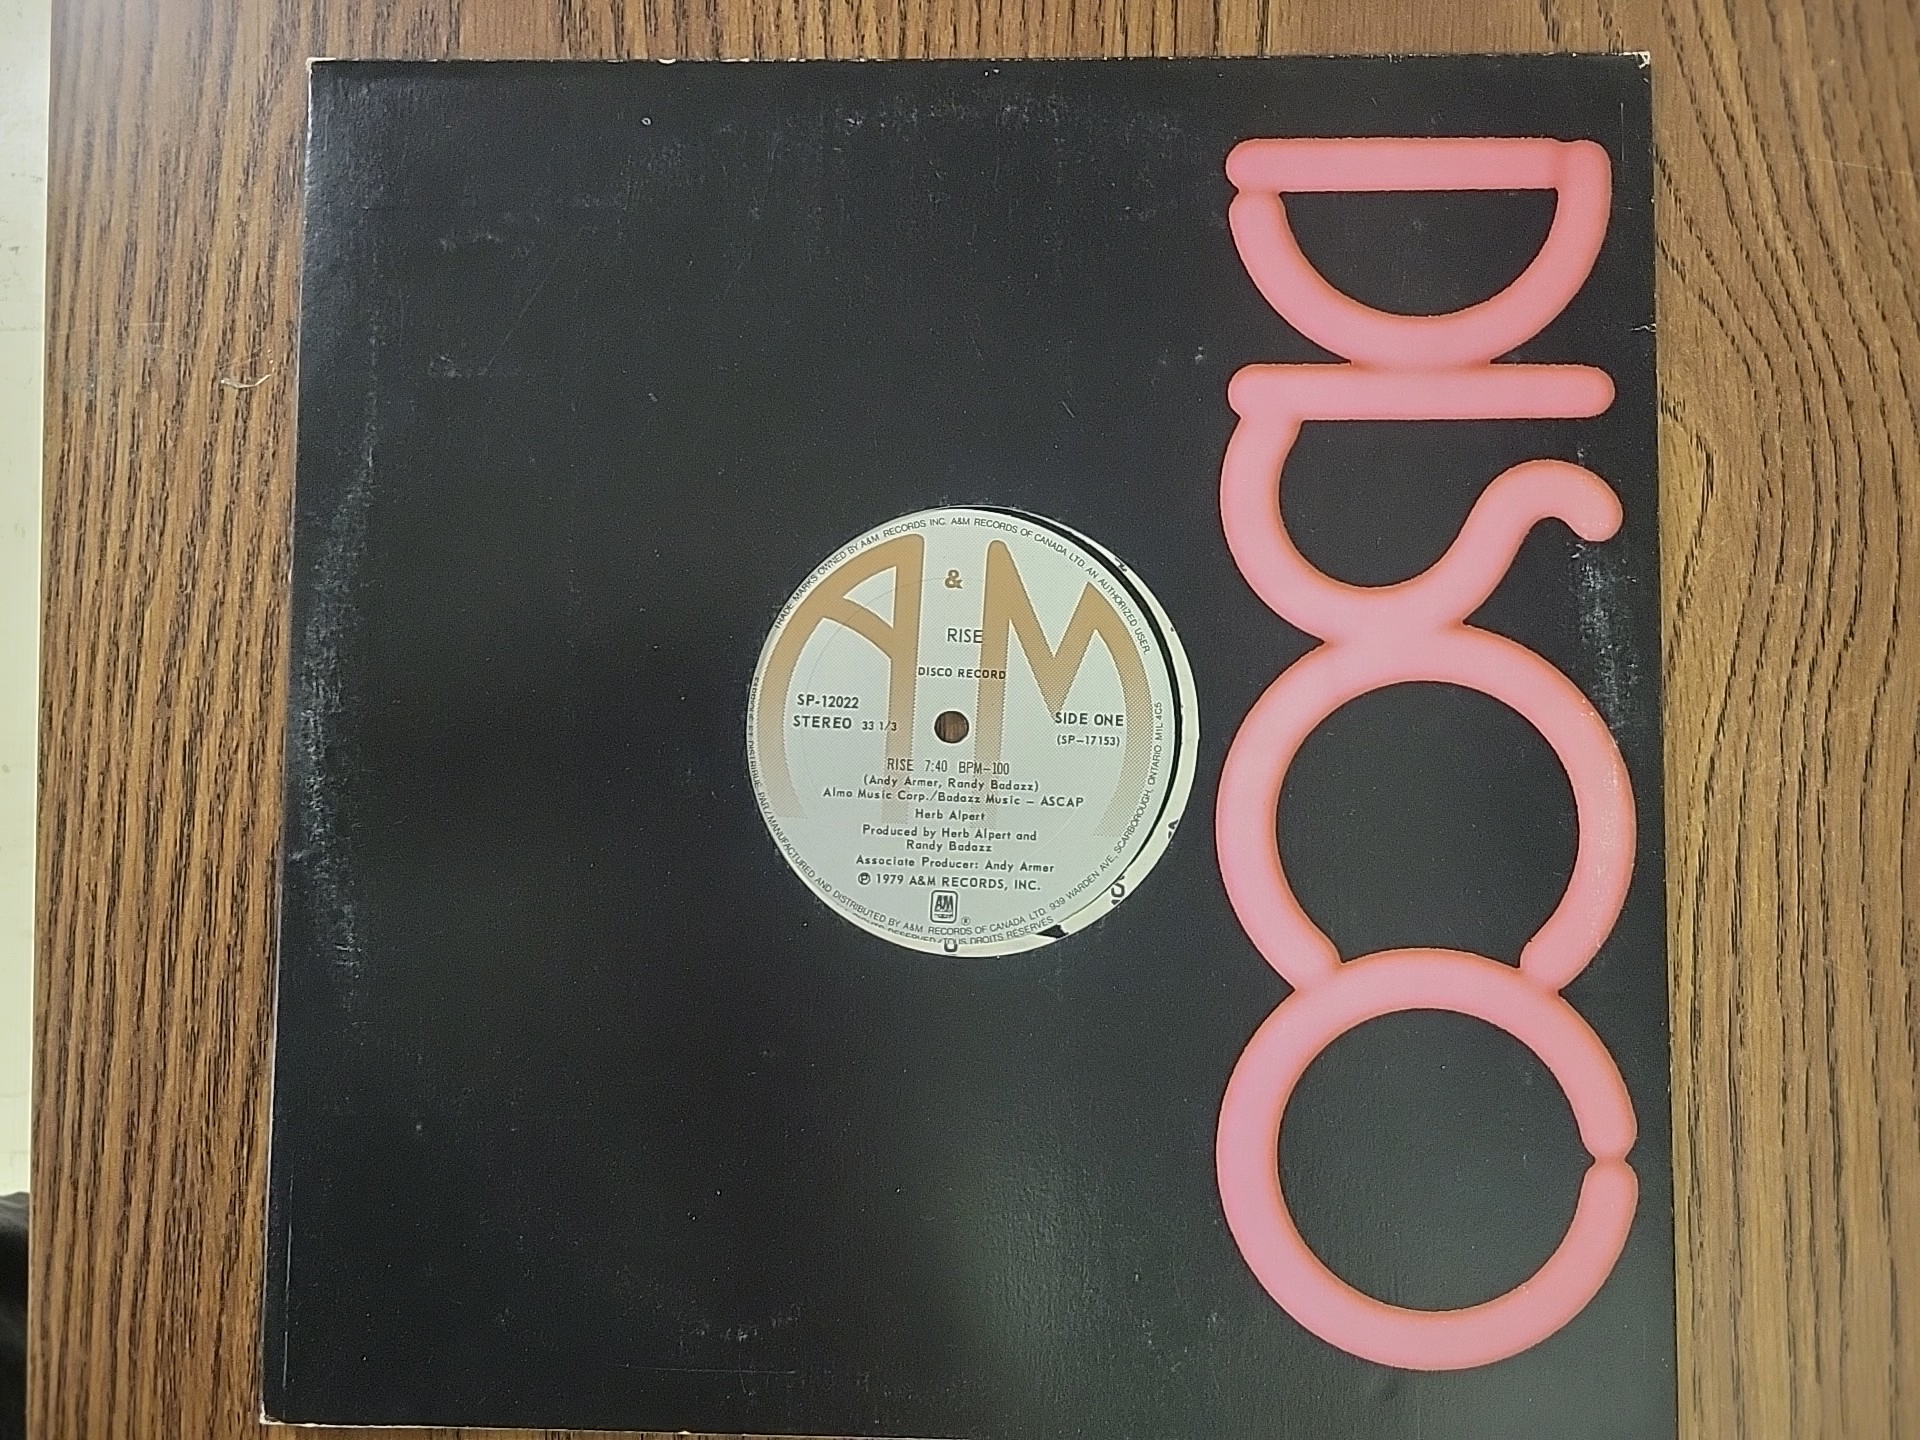 DISCO
TRADE MARKS OWNED BY A&M RECORDS INC. A&M RECORDS OF CANADA LTD. AN AUTHORIZED USER.
A & M
RISE
DISCO RECORD
SP-12022
STEREO 33 1/3
SIDE ONE
(SP-17153)
RISE 7:40 BPM-100
(Andy Armer, Randy Badazz)
Almo Music Corp./Badazz Music - ASCAP
Herb Alpert
Produced by Herb Alpert and
Randy Badazz
Associate Producer: Andy Armer
℗ 1979 A&M RECORDS, INC.
A&M
®
PAR/MANUFACTURED AND DISTRIBUTED BY A&M RECORDS OF CANADA LTD. 939 WARDEN AVE., SCARBOROUGH, ONTARIO M1L 4C5
TOUS DROITS RESERVES